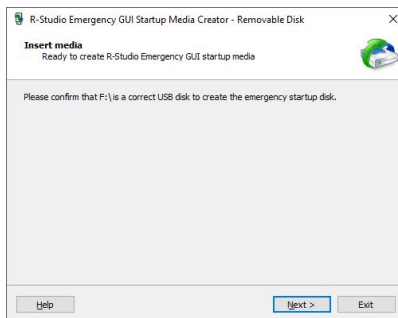 R-Studio Emergency GUI Startup Media Creator - Removable Disk
Insert media
Ready to create R-Studio Emergency GUI startup media
Please confirm that F:\ is a correct USB disk to create the emergency startup disk.
Help
Next >
Exit